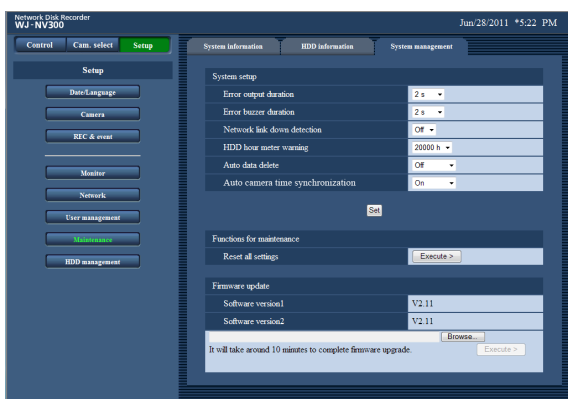 Network Disk Recorder
WJ-NV300
Jun/28/2011 *5:22 PM
Control Cam. select Setup
System information HDD information System management
Setup
Date/Language
Camera
REC & event
Monitor
Network
User management
Maintenance
HDD management
System setup
Error output duration 2 s
Error buzzer duration 2 s
Network link down detection Off
HDD hour meter warning 20000 h
Auto data delete Off
Auto camera time synchronization On
Set
Functions for maintenance
Reset all settings Execute >
Firmware update
Software version1 V2.11
Software version2 V2.11
Browse...
It will take around 10 minutes to complete firmware upgrade. Execute >